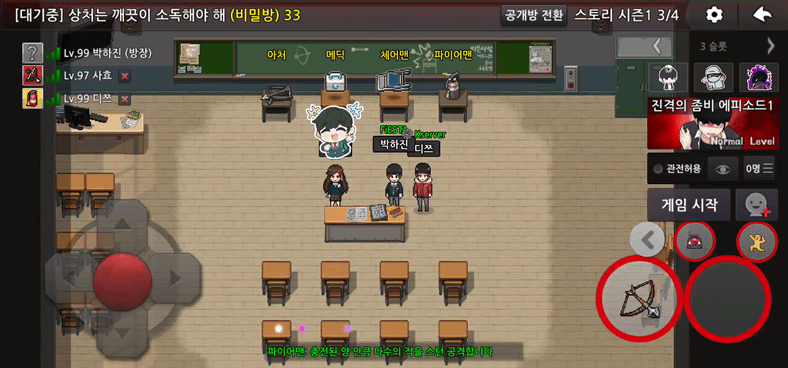 [대기중] 상처는 깨끗이 소독해야 해 (비밀방) 33
공개방 전환
스토리 시즌1 3/4
Lv.99 박하진 (방장)
Lv.97 사효
Lv.99 디쯔
아처
메딕
체어맨
파이어맨
3 슬롯
진격의 좀비 에피소드1
Normal Level
관전허용
0명
게임 시작
FiESTA
박하진
Kserver
디쯔
파이어맨- 충전된 양 만큼 다수의 적을 스턴 공격합니다